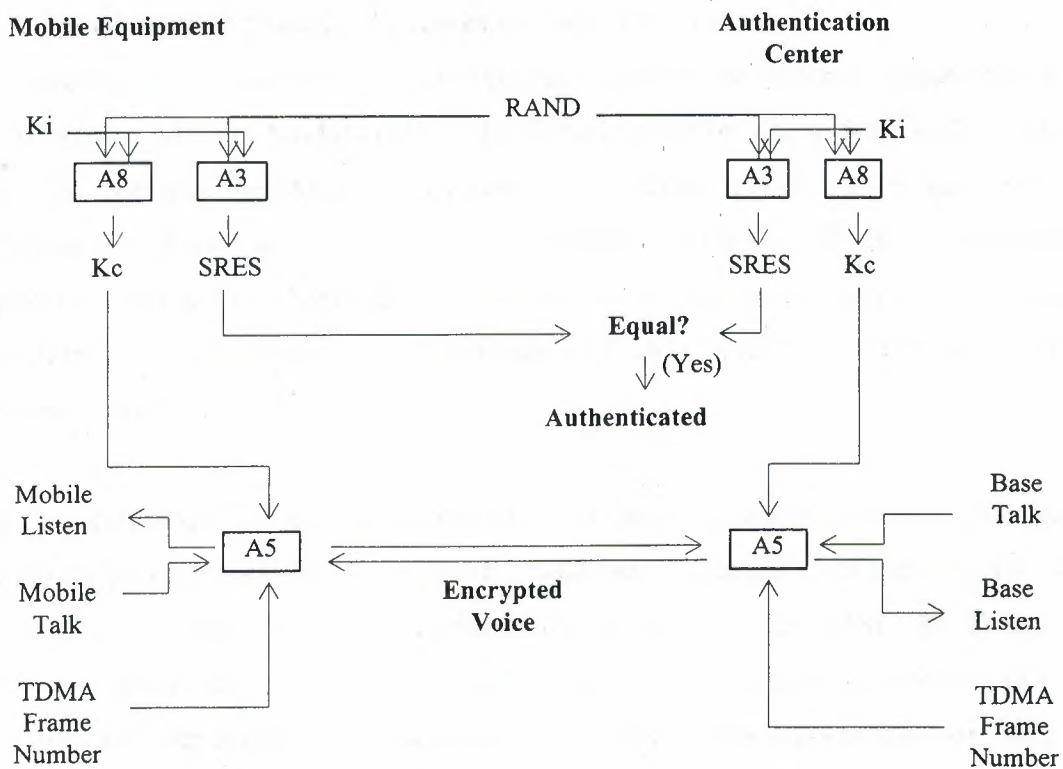 Mobile Equipment
Authentication
Center
RAND
Ki
Ki
A8
A3
A3
A8
Kc
SRES
SRES
Kc
Equal?
(Yes)
Authenticated
Mobile
Listen
Base
Talk
A5
A5
Mobile
Talk
Encrypted
Voice
Base
Listen
TDMA
Frame
Number
TDMA
Frame
Number